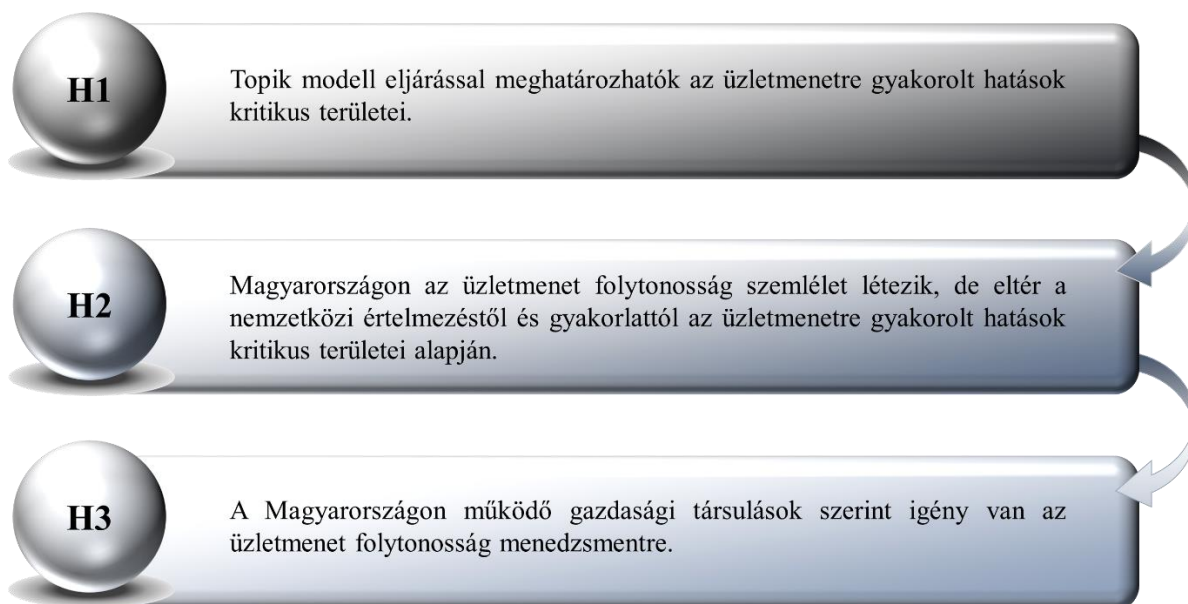 H1
Topik modell eljárással meghatározhatók az üzletmenetre gyakorolt hatások
kritikus területei.
H2
Magyarországon az üzletmenet folytonosság szemlélet létezik, de eltér a
nemzetközi értelmezéstől és gyakorlattól az üzletmenetre gyakorolt hatások
kritikus területei alapján.
H3
A Magyarországon működő gazdasági társulások szerint igény van az
üzletmenet folytonosság menedzsmentre.